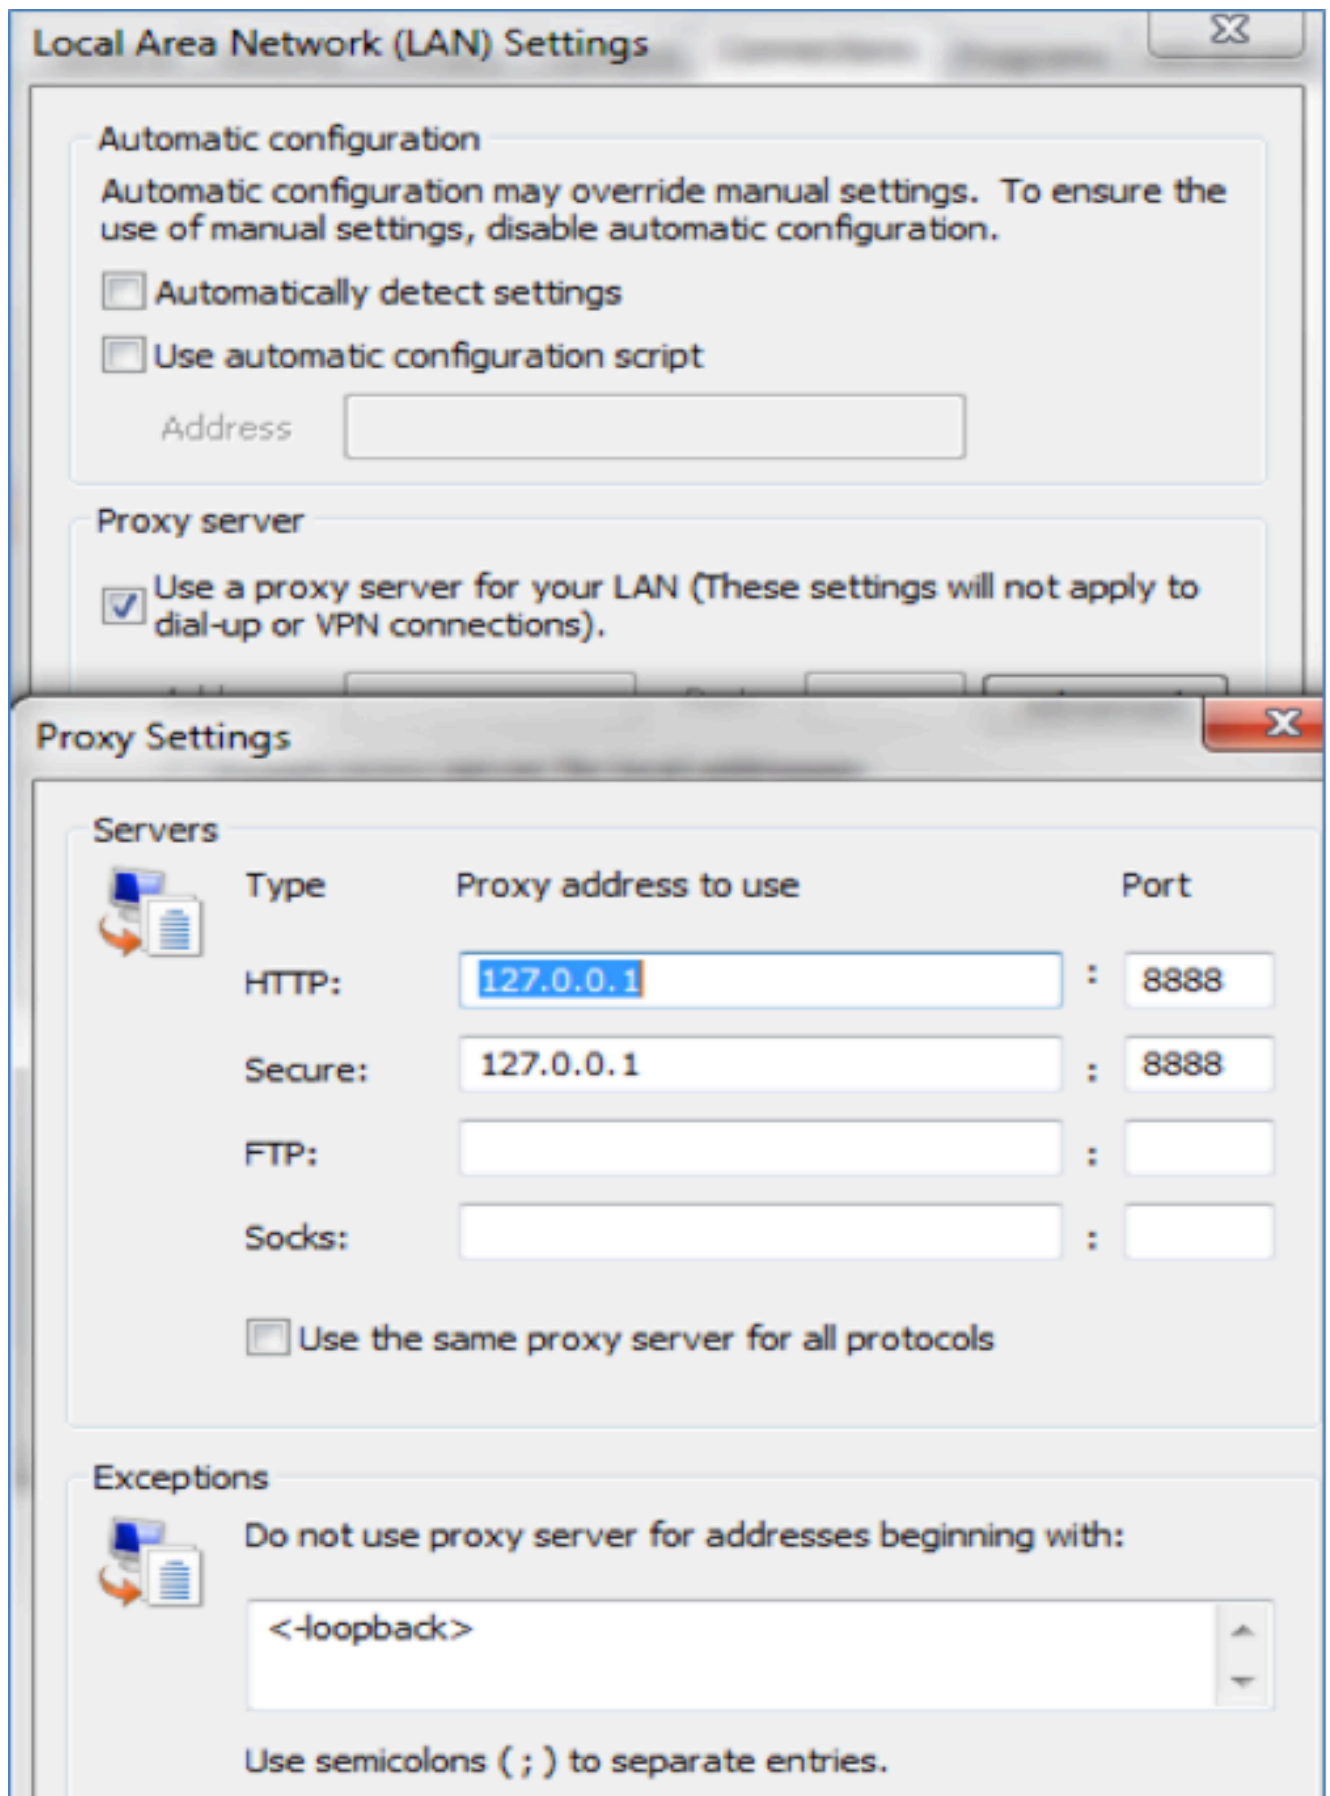 Local Area Network (LAN) Settings
Automatic configuration
Automatic configuration may override manual settings.  To ensure the
use of manual settings, disable automatic configuration.
Automatically detect settings
Use automatic configuration script
Address
Proxy server
Use a proxy server for your LAN (These settings will not apply to
dial-up or VPN connections).
Proxy Settings
Servers
Type Proxy address to use Port
HTTP: 127.0.0.1 : 8888
Secure: 127.0.0.1 : 8888
FTP: :
Socks: :
Use the same proxy server for all protocols
Exceptions
Do not use proxy server for addresses beginning with:
<-loopback>
Use semicolons ( ; ) to separate entries.